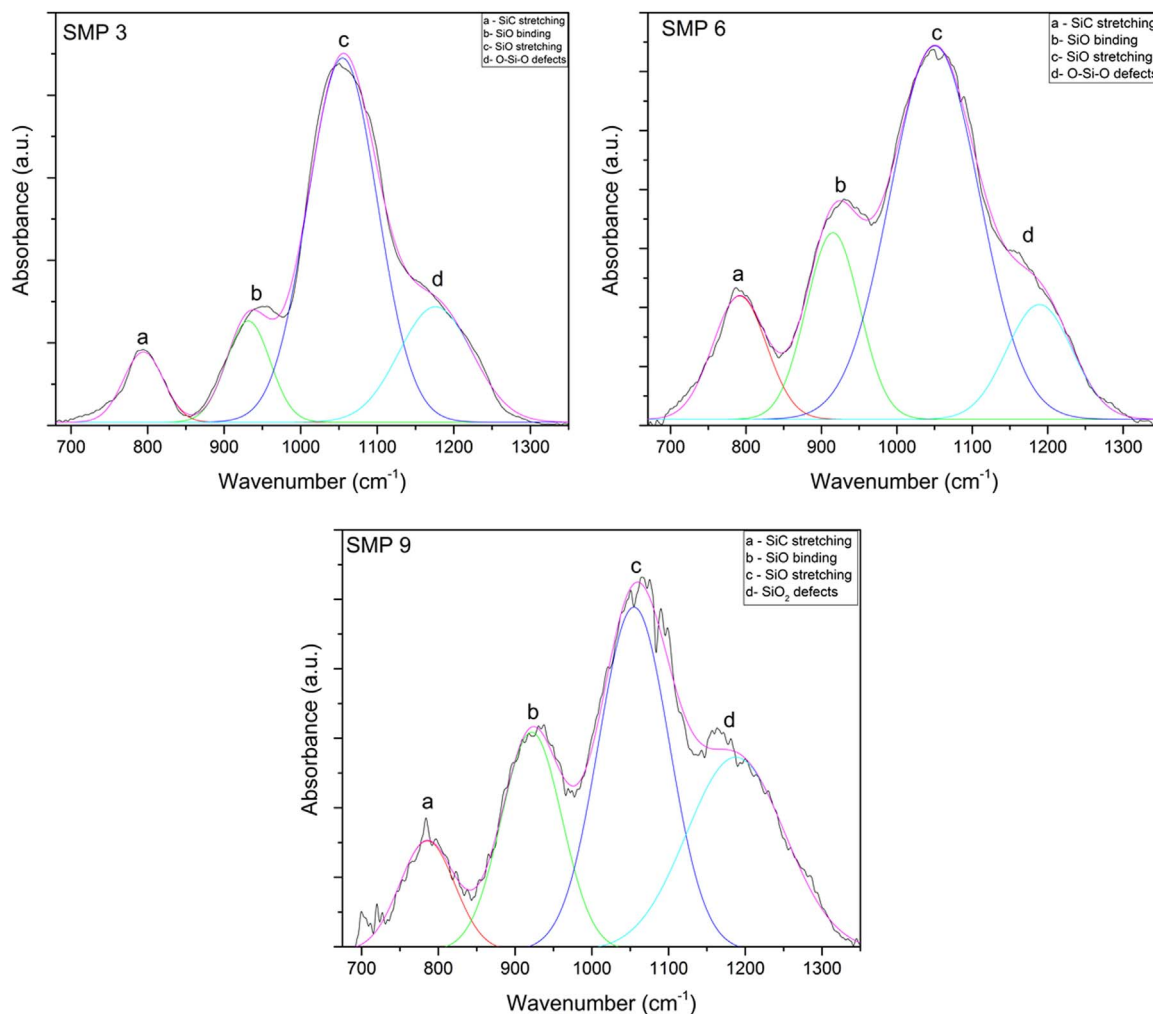 SMP 3
a - SiC stretching
b- SiO binding
c- SiO stretching
d- O-Si-O defects
a
b
c
d
Absorbance (a.u.)
700 800 900 1000 1100 1200 1300
Wavenumber (cm⁻¹)
SMP 6
a - SiC stretching
b- SiO binding
c- SiO stretching
d- O-Si-O defects
a
b
c
d
Absorbance (a.u.)
700 800 900 1000 1100 1200 1300
Wavenumber (cm⁻¹)
SMP 9
a - SiC stretching
b - SiO binding
c - SiO stretching
d- SiO₂ defects
a
b
c
d
Absorbance (a.u.)
700 800 900 1000 1100 1200 1300
Wavenumber (cm⁻¹)